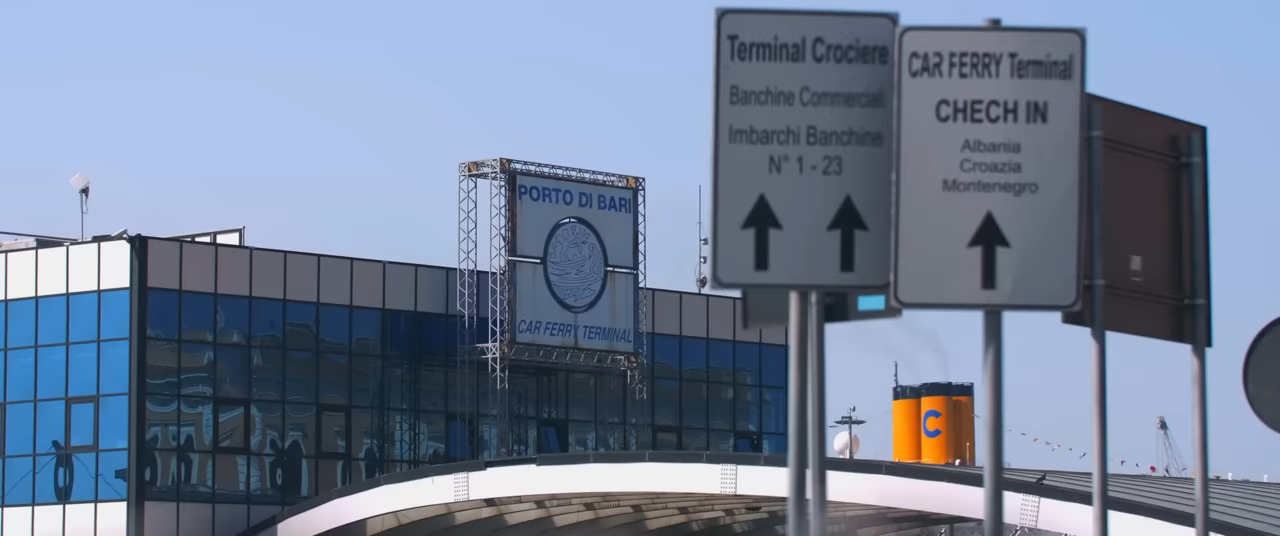 PORTO DI BARI
CAR FERRY TERMINAL
Terminal Crociere
Banchine Commerciali
Imbarchi Banchine
N° 1 - 23
CAR FERRY Terminal
CHECH IN
Albania
Croazia
Montenegro
C